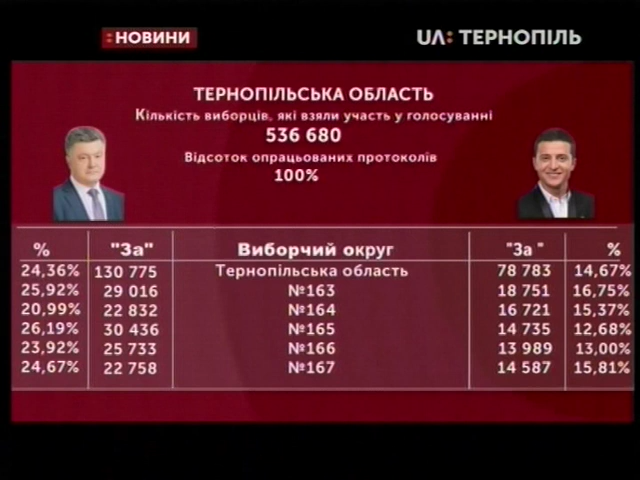 :НОВИНИ
UA: ТЕРНОПІЛЬ
ТЕРНОПІЛЬСЬКА ОБЛАСТЬ
Кількість виборців, які взяли участь у голосуванні
536 680
Відсоток опрацьованих протоколів
100%
% "За" Виборчий округ "За " %
24,36% 130 775 Тернопільська область 78 783 14,67%
25,92% 29 016 №163 18 751 16,75%
20,99% 22 832 №164 16 721 15,37%
26,19% 30 436 №165 14 735 12,68%
23,92% 25 733 №166 13 989 13,00%
24,67% 22 758 №167 14 587 15,81%